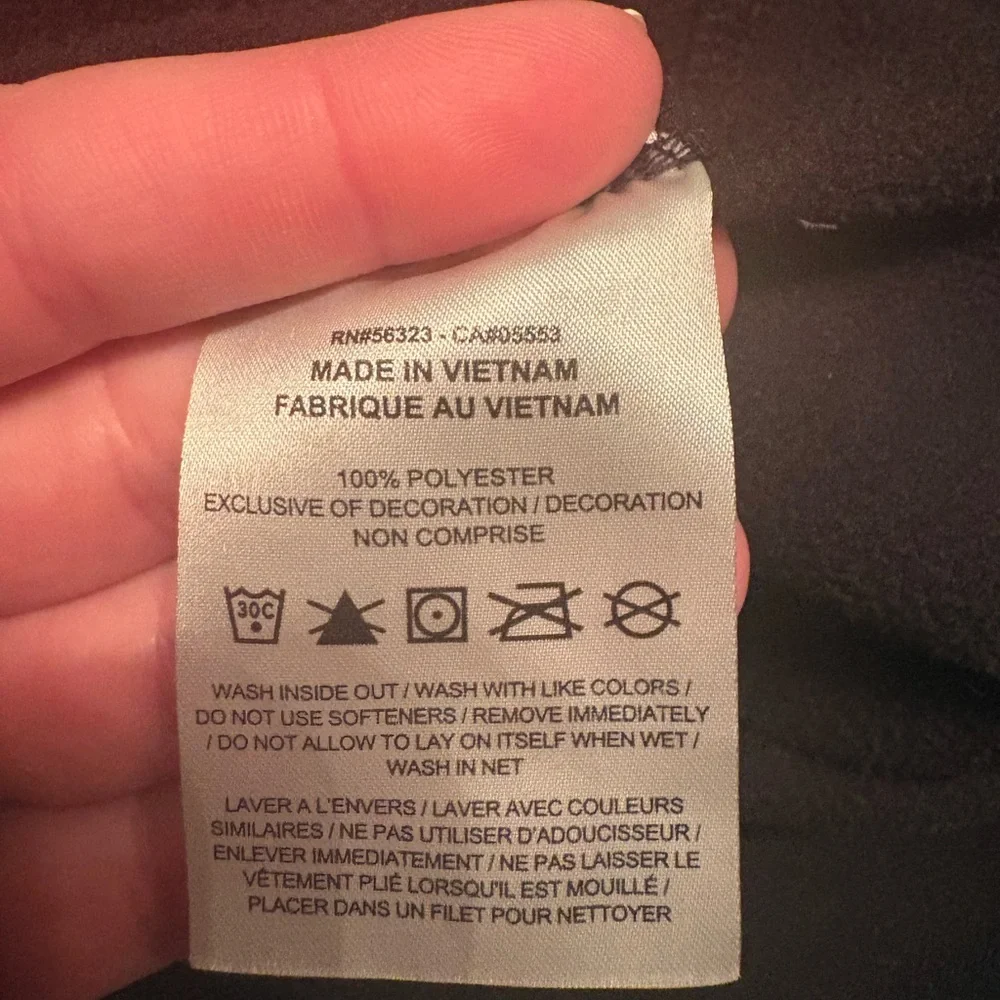 RN#56323 - CA#05553
MADE IN VIETNAM
FABRIQUE AU VIETNAM
100% POLYESTER
EXCLUSIVE OF DECORATION / DECORATION
NON COMPRISE
30C
WASH INSIDE OUT / WASH WITH LIKE COLORS /
DO NOT USE SOFTENERS / REMOVE IMMEDIATELY
/ DO NOT ALLOW TO LAY ON ITSELF WHEN WET /
WASH IN NET
LAVER A L'ENVERS / LAVER AVEC COULEURS
SIMILAIRES / NE PAS UTILISER D'ADOUCISSEUR /
ENLEVER IMMEDIATEMENT / NE PAS LAISSER LE
VÊTEMENT PLIÉ LORSQU'IL EST MOUILLÉ /
PLACER DANS UN FILET POUR NETTOYER